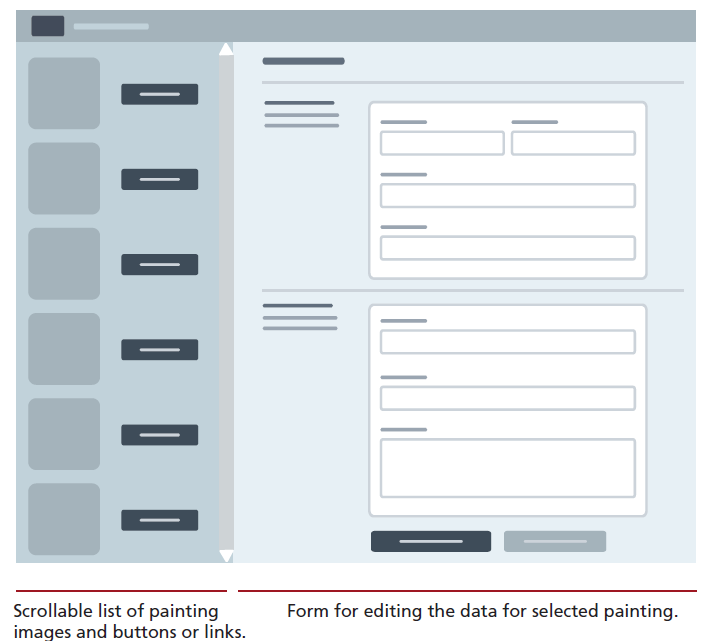 Scrollable list of painting
images and buttons or links.
Form for editing the data for selected painting.